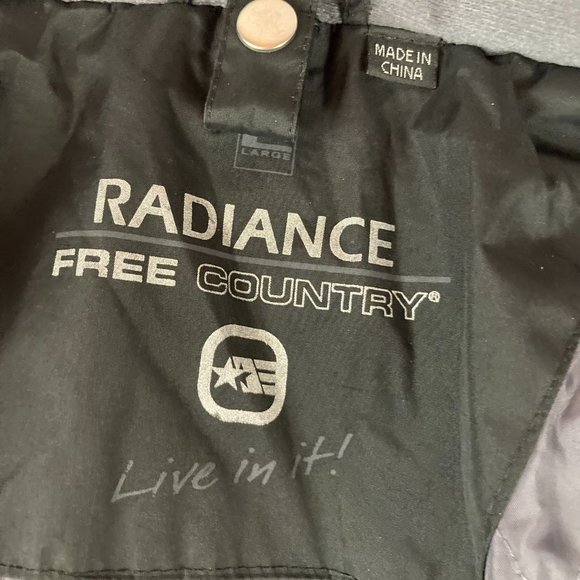 MADE IN
CHINA
L
LARGE
RADIANCE
FREE COUNTRY®
Live in it!